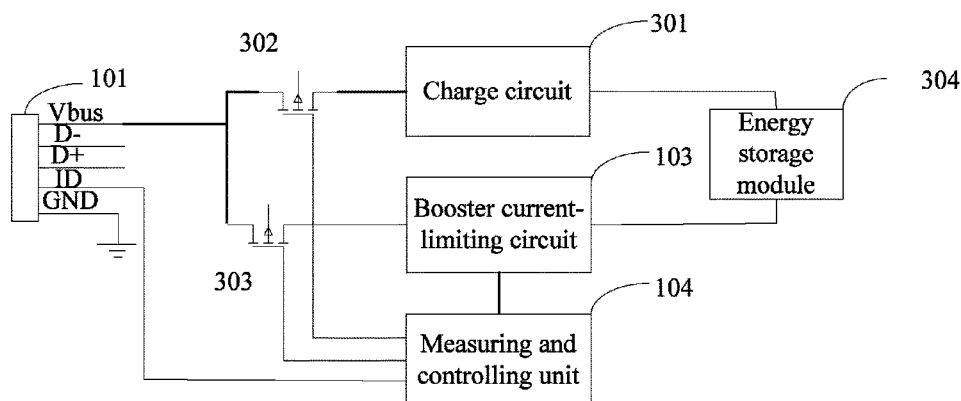 301
302
Charge circuit
304
101
Vbus
D-
D+
ID
GND
Energy
storage
module
103
Booster current-
limiting circuit
303
104
Measuring and
controlling unit